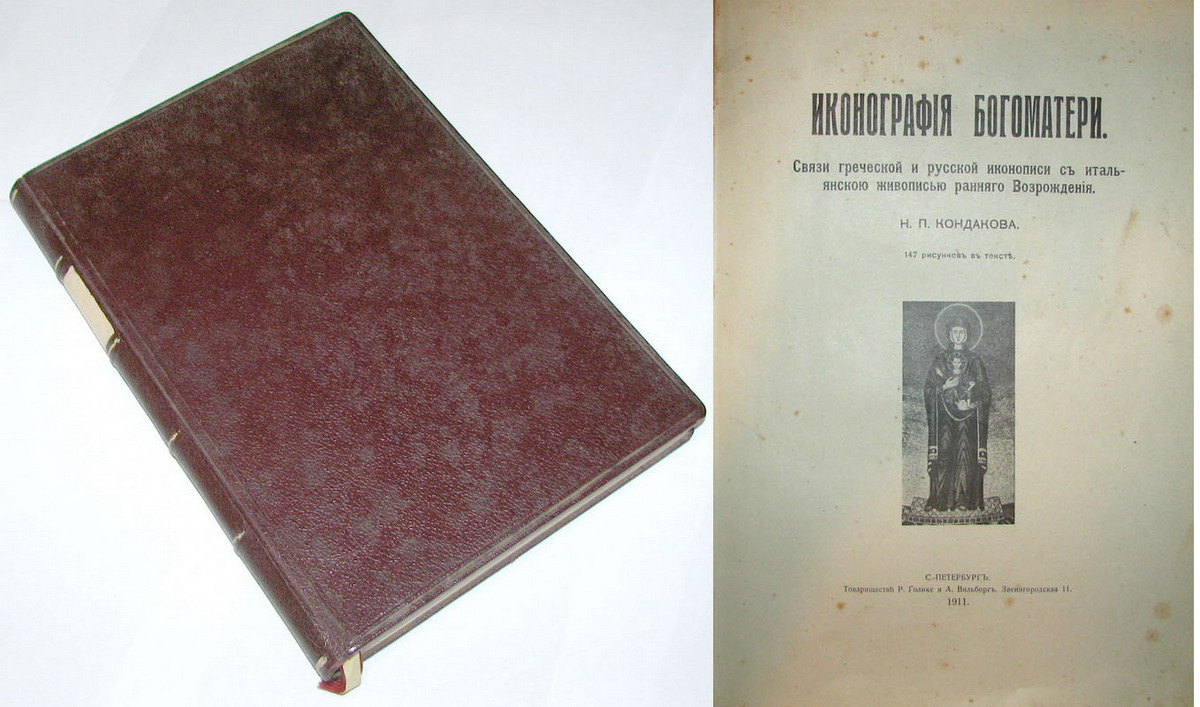 ИКОНОГРАФІЯ БОГОМАТЕРИ.
Связи греческой и русской иконописи съ италь-
янскою живописью ранняго Возрожденія.
Н. П. КОНДАКОВА.
147 рисунковъ въ текстѣ.
С.-ПЕТЕРБУРГЪ.
Товарищество Р. Голике и А. Вильборгъ. Звенигородская 11.
1911.